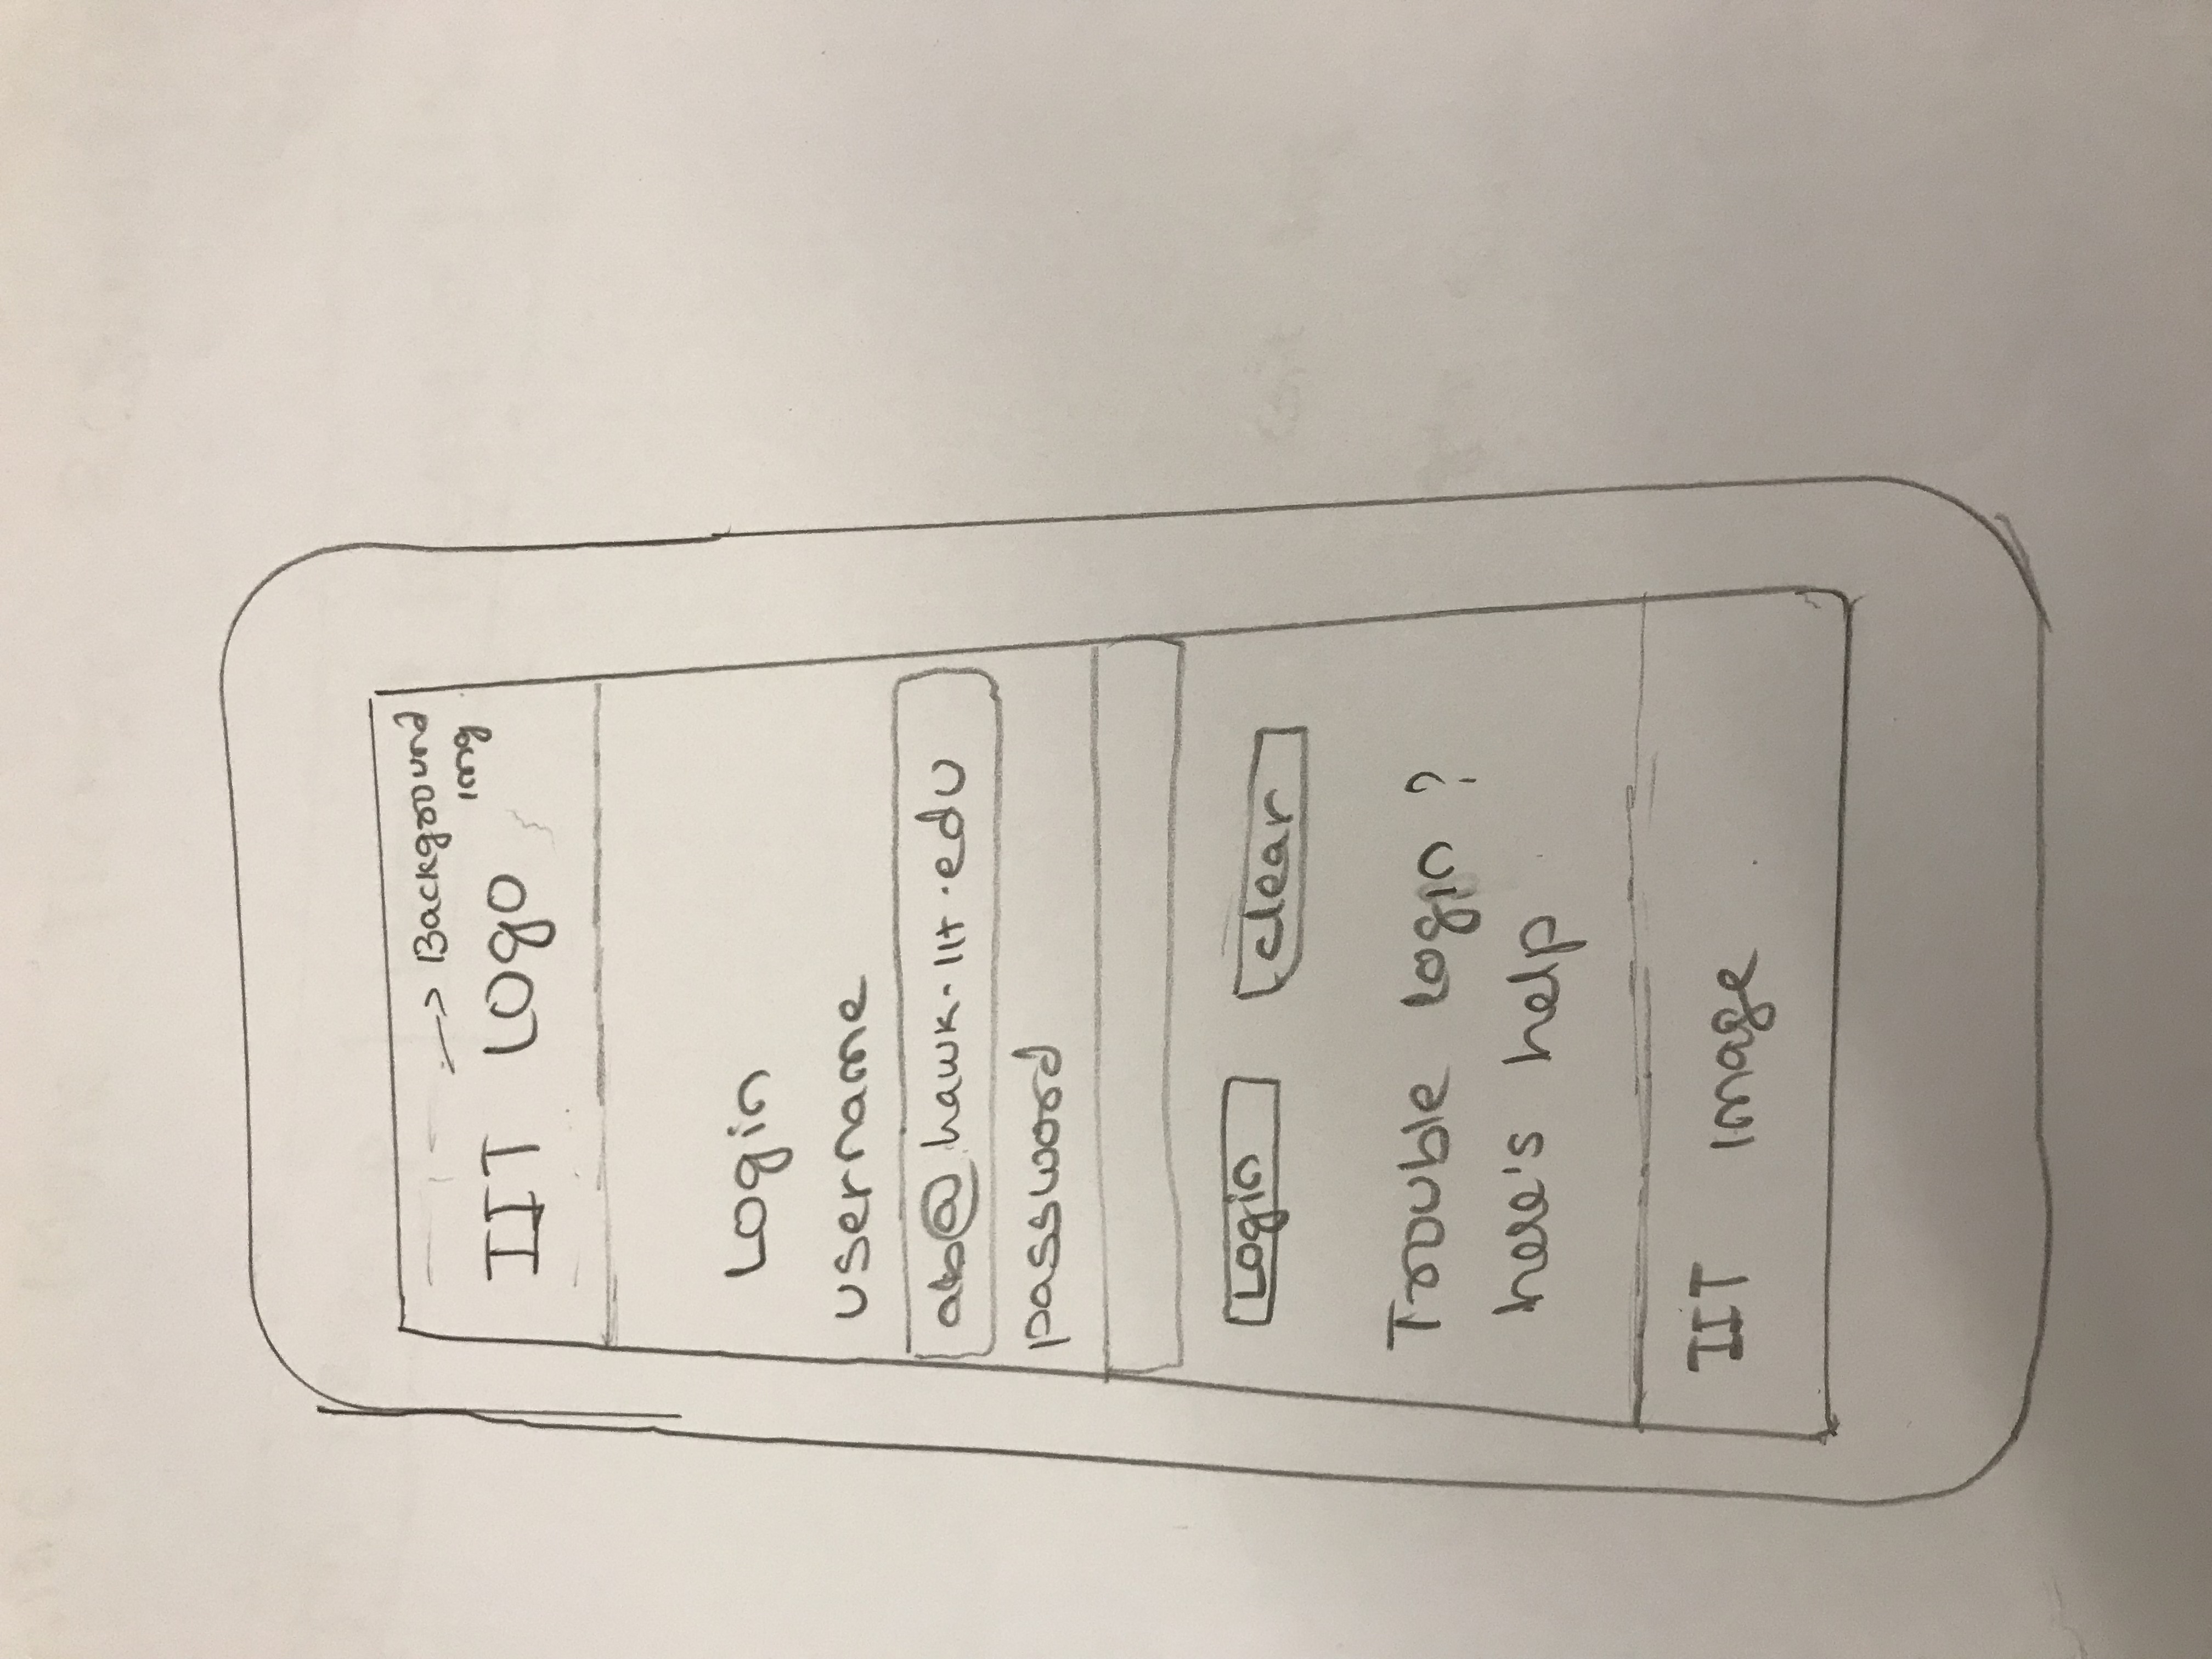 → Background
img
IIT Logo
Login
username
ab@hawk-iit.edu
password
Login
clear
Trouble Login ?
here's help
IIT image